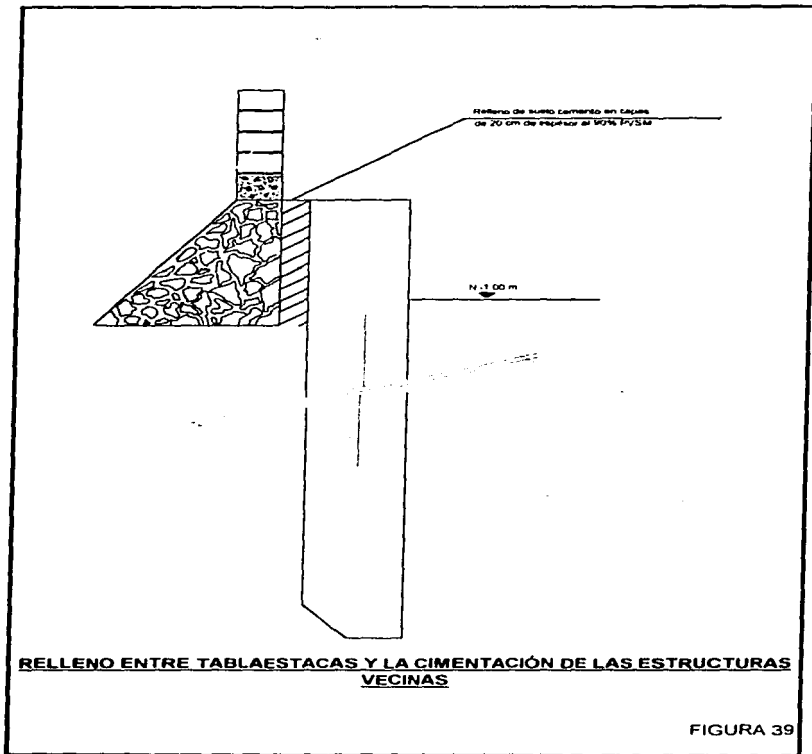 Relleno de suelo cemento en capas
de 20 cm de espesor al 90% PVSM
N -1.00 m
RELLENO ENTRE TABLAESTACAS Y LA CIMENTACIÓN DE LAS ESTRUCTURAS
VECINAS
FIGURA 39